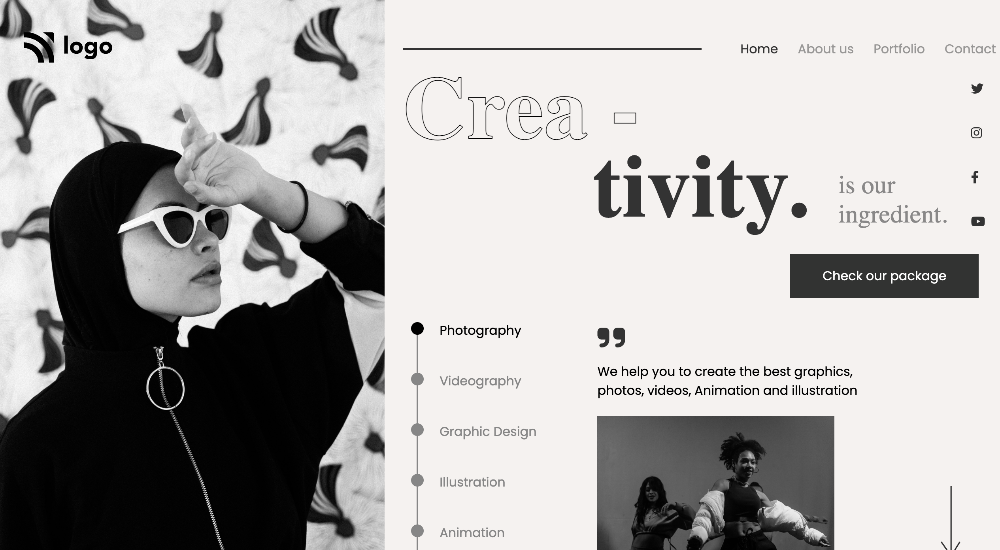 logo
Home About us Portfolio Contact
Crea -
tivity.
is our
ingredient.
Check our package
Photography
Videography
Graphic Design
Illustration
Animation
We help you to create the best graphics,
photos, videos, Animation and illustration